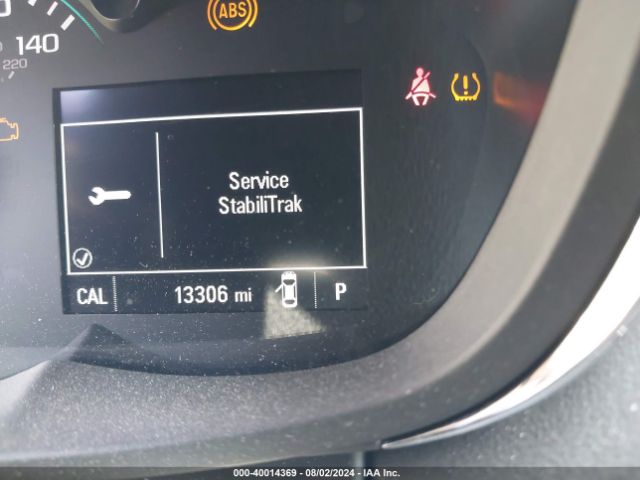 ABS
140
220
Service
StabiliTrak
CAL 13306 mi P
000-40014369 - 08/02/2024 - IAA Inc.